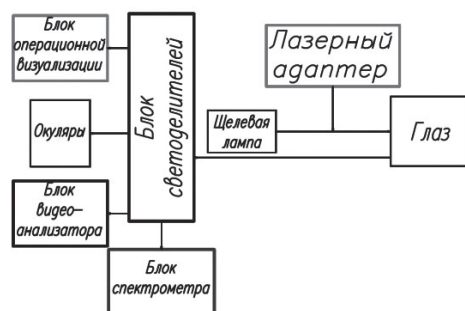 Блок
операционной
визуализации
Окуляры
Блок
видео-
анализатора
Блок
светоделителей
Блок
спектрометра
Щелевая
лампа
Лазерный
адаптер
Глаз